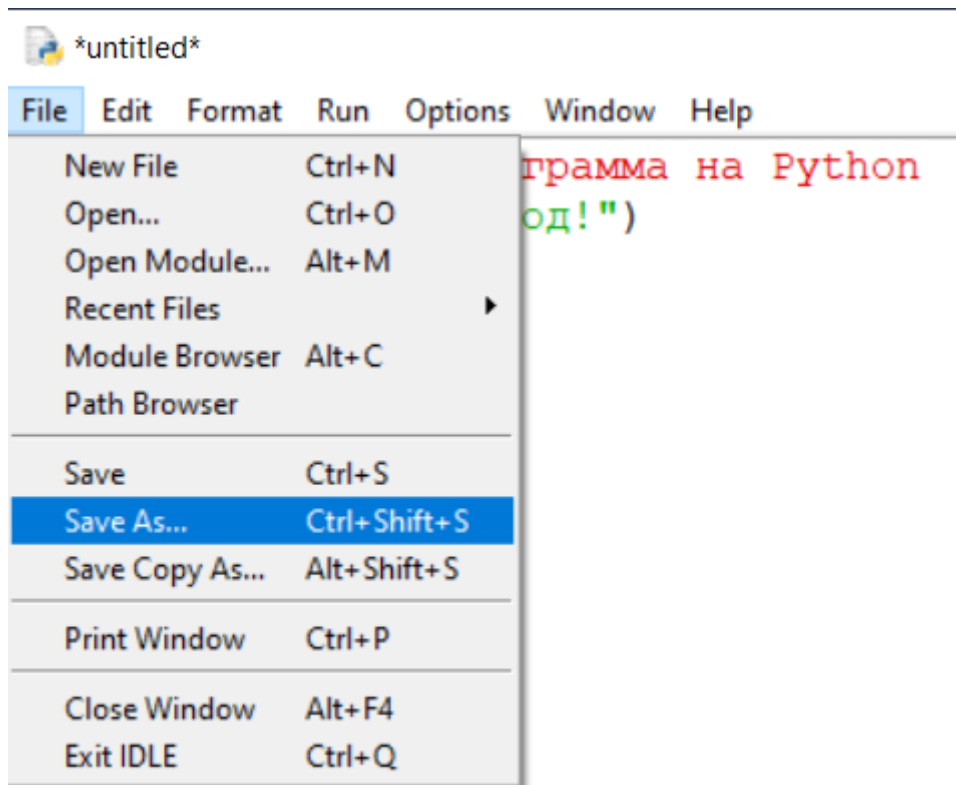 *untitled*
File Edit Format Run Options Window Help
New File Ctrl+N
грамма на Python
Open... Ctrl+O
од!")
Open Module... Alt+M
Recent Files
Module Browser Alt+C
Path Browser
Save Ctrl+S
Save As... Ctrl+Shift+S
Save Copy As... Alt+Shift+S
Print Window Ctrl+P
Close Window Alt+F4
Exit IDLE Ctrl+Q